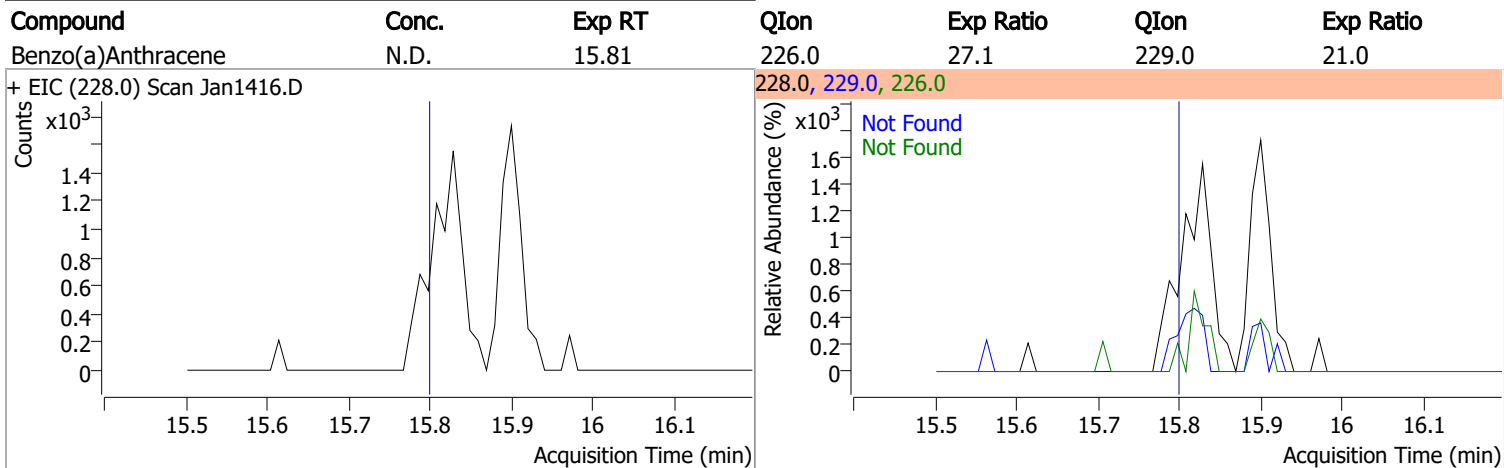 Compound Conc. Exp RT QIon Exp Ratio QIon Exp Ratio
Benzo(a)Anthracene N.D. 15.81 226.0 27.1 229.0 21.0
+ EIC (228.0) Scan Jan1416.D
Counts
x10³
1.4
1.2
1
0.8
0.6
0.4
0.2
0
15.5 15.6 15.7 15.8 15.9 16 16.1
Acquisition Time (min)
228.0, 229.0, 226.0
Relative Abundance (%)
x10³
Not Found
Not Found
1.6
1.4
1.2
1
0.8
0.6
0.4
0.2
0
15.5 15.6 15.7 15.8 15.9 16 16.1
Acquisition Time (min)